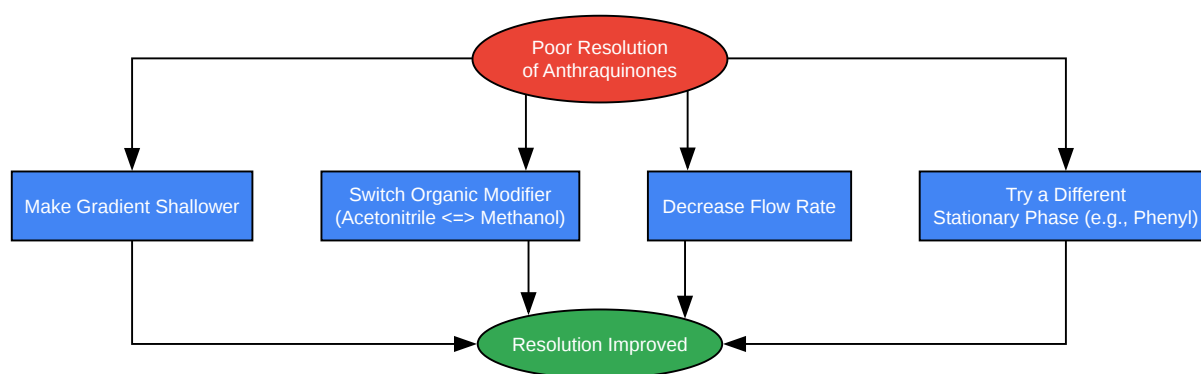 Poor Resolution
of Anthraquinones
Make Gradient Shallower
Switch Organic Modifier
(Acetonitrile <=> Methanol)
Decrease Flow Rate
Try a Different
Stationary Phase (e.g., Phenyl)
Resolution Improved